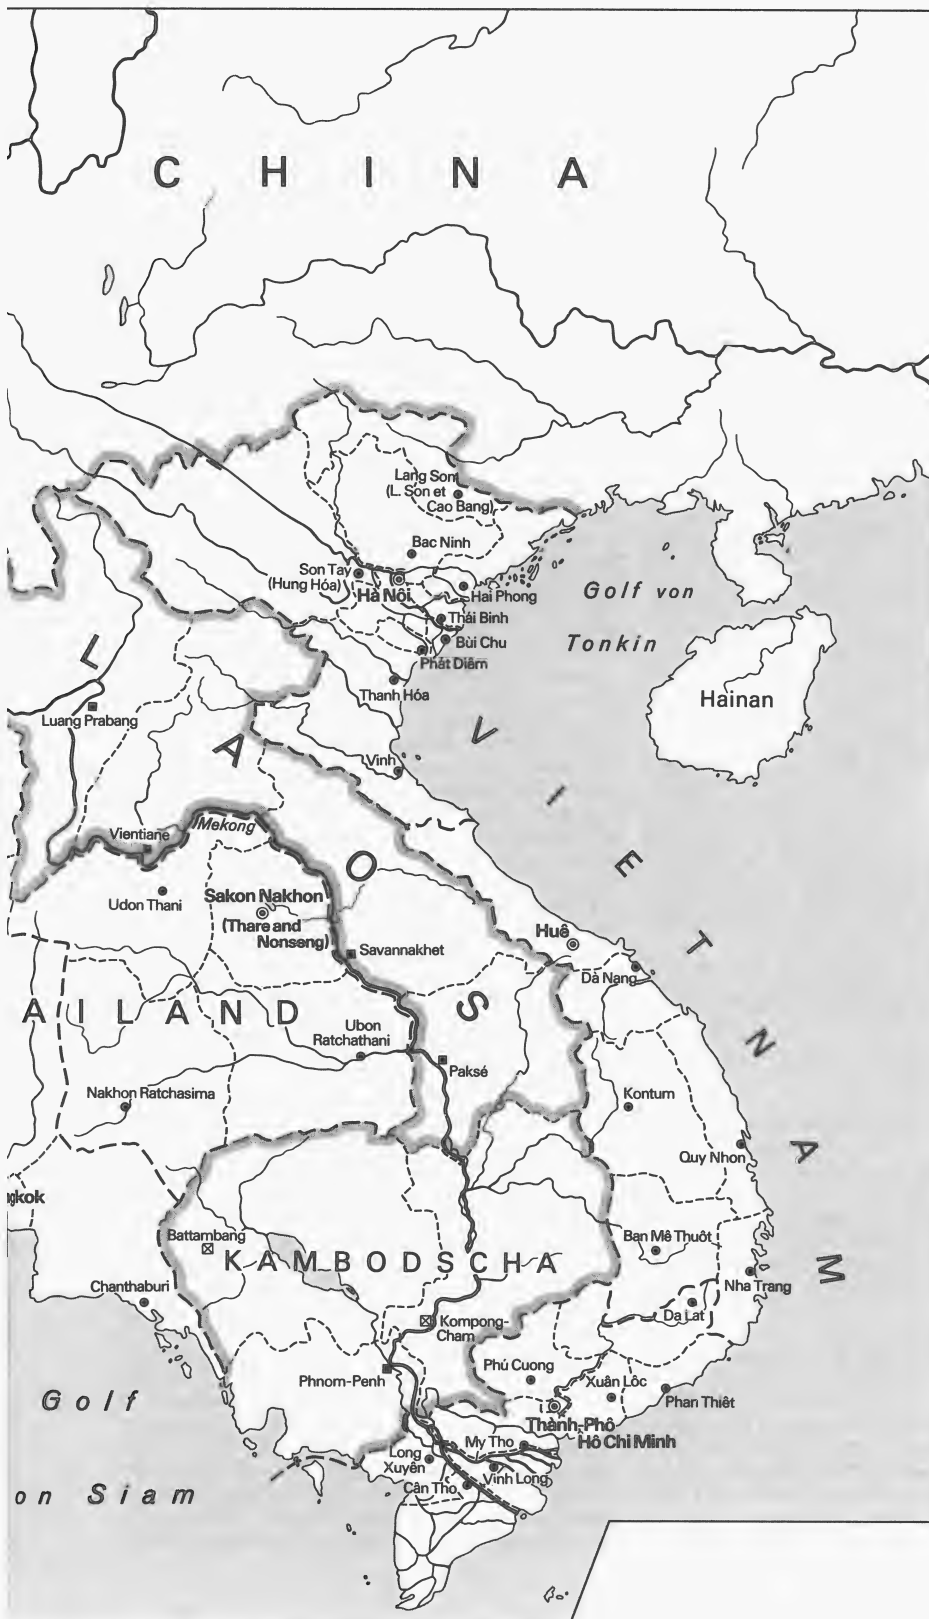 CHINA
Lang Son
(L. Son et
Cao Bang)
Bac Ninh
Son Tay
(Hung Hóa)
Hà Nôi
Hai Phong
Golf von
Tonkin
Thái Binh
Bùi Chu
Phát Diêm
Thanh Hóa
Hainan
Luang Prabang
LAOS
VIETNAM
Vinh
Mekong
Vientiane
Udon Thani
Sakon Nakhon
(Thare and
Nonseng)
Savannakhet
Huê
Dà Nang
AILAND
Ubon
Ratchathani
Paksé
Nakhon Ratchasima
Kontum
Quy Nhon
gkok
Battambang
KAMBODSCHA
Ban Mê Thuôt
Nha Trang
Chanthaburi
Da Lat
Kompong-
Cham
Phnom-Penh
Phú Cuong
Xuân Lôc
Phan Thiêt
Golf
on Siam
Thành-Phô
Hô Chi Minh
My Tho
Long
Xuyên
Vinh Long
Cân Tho